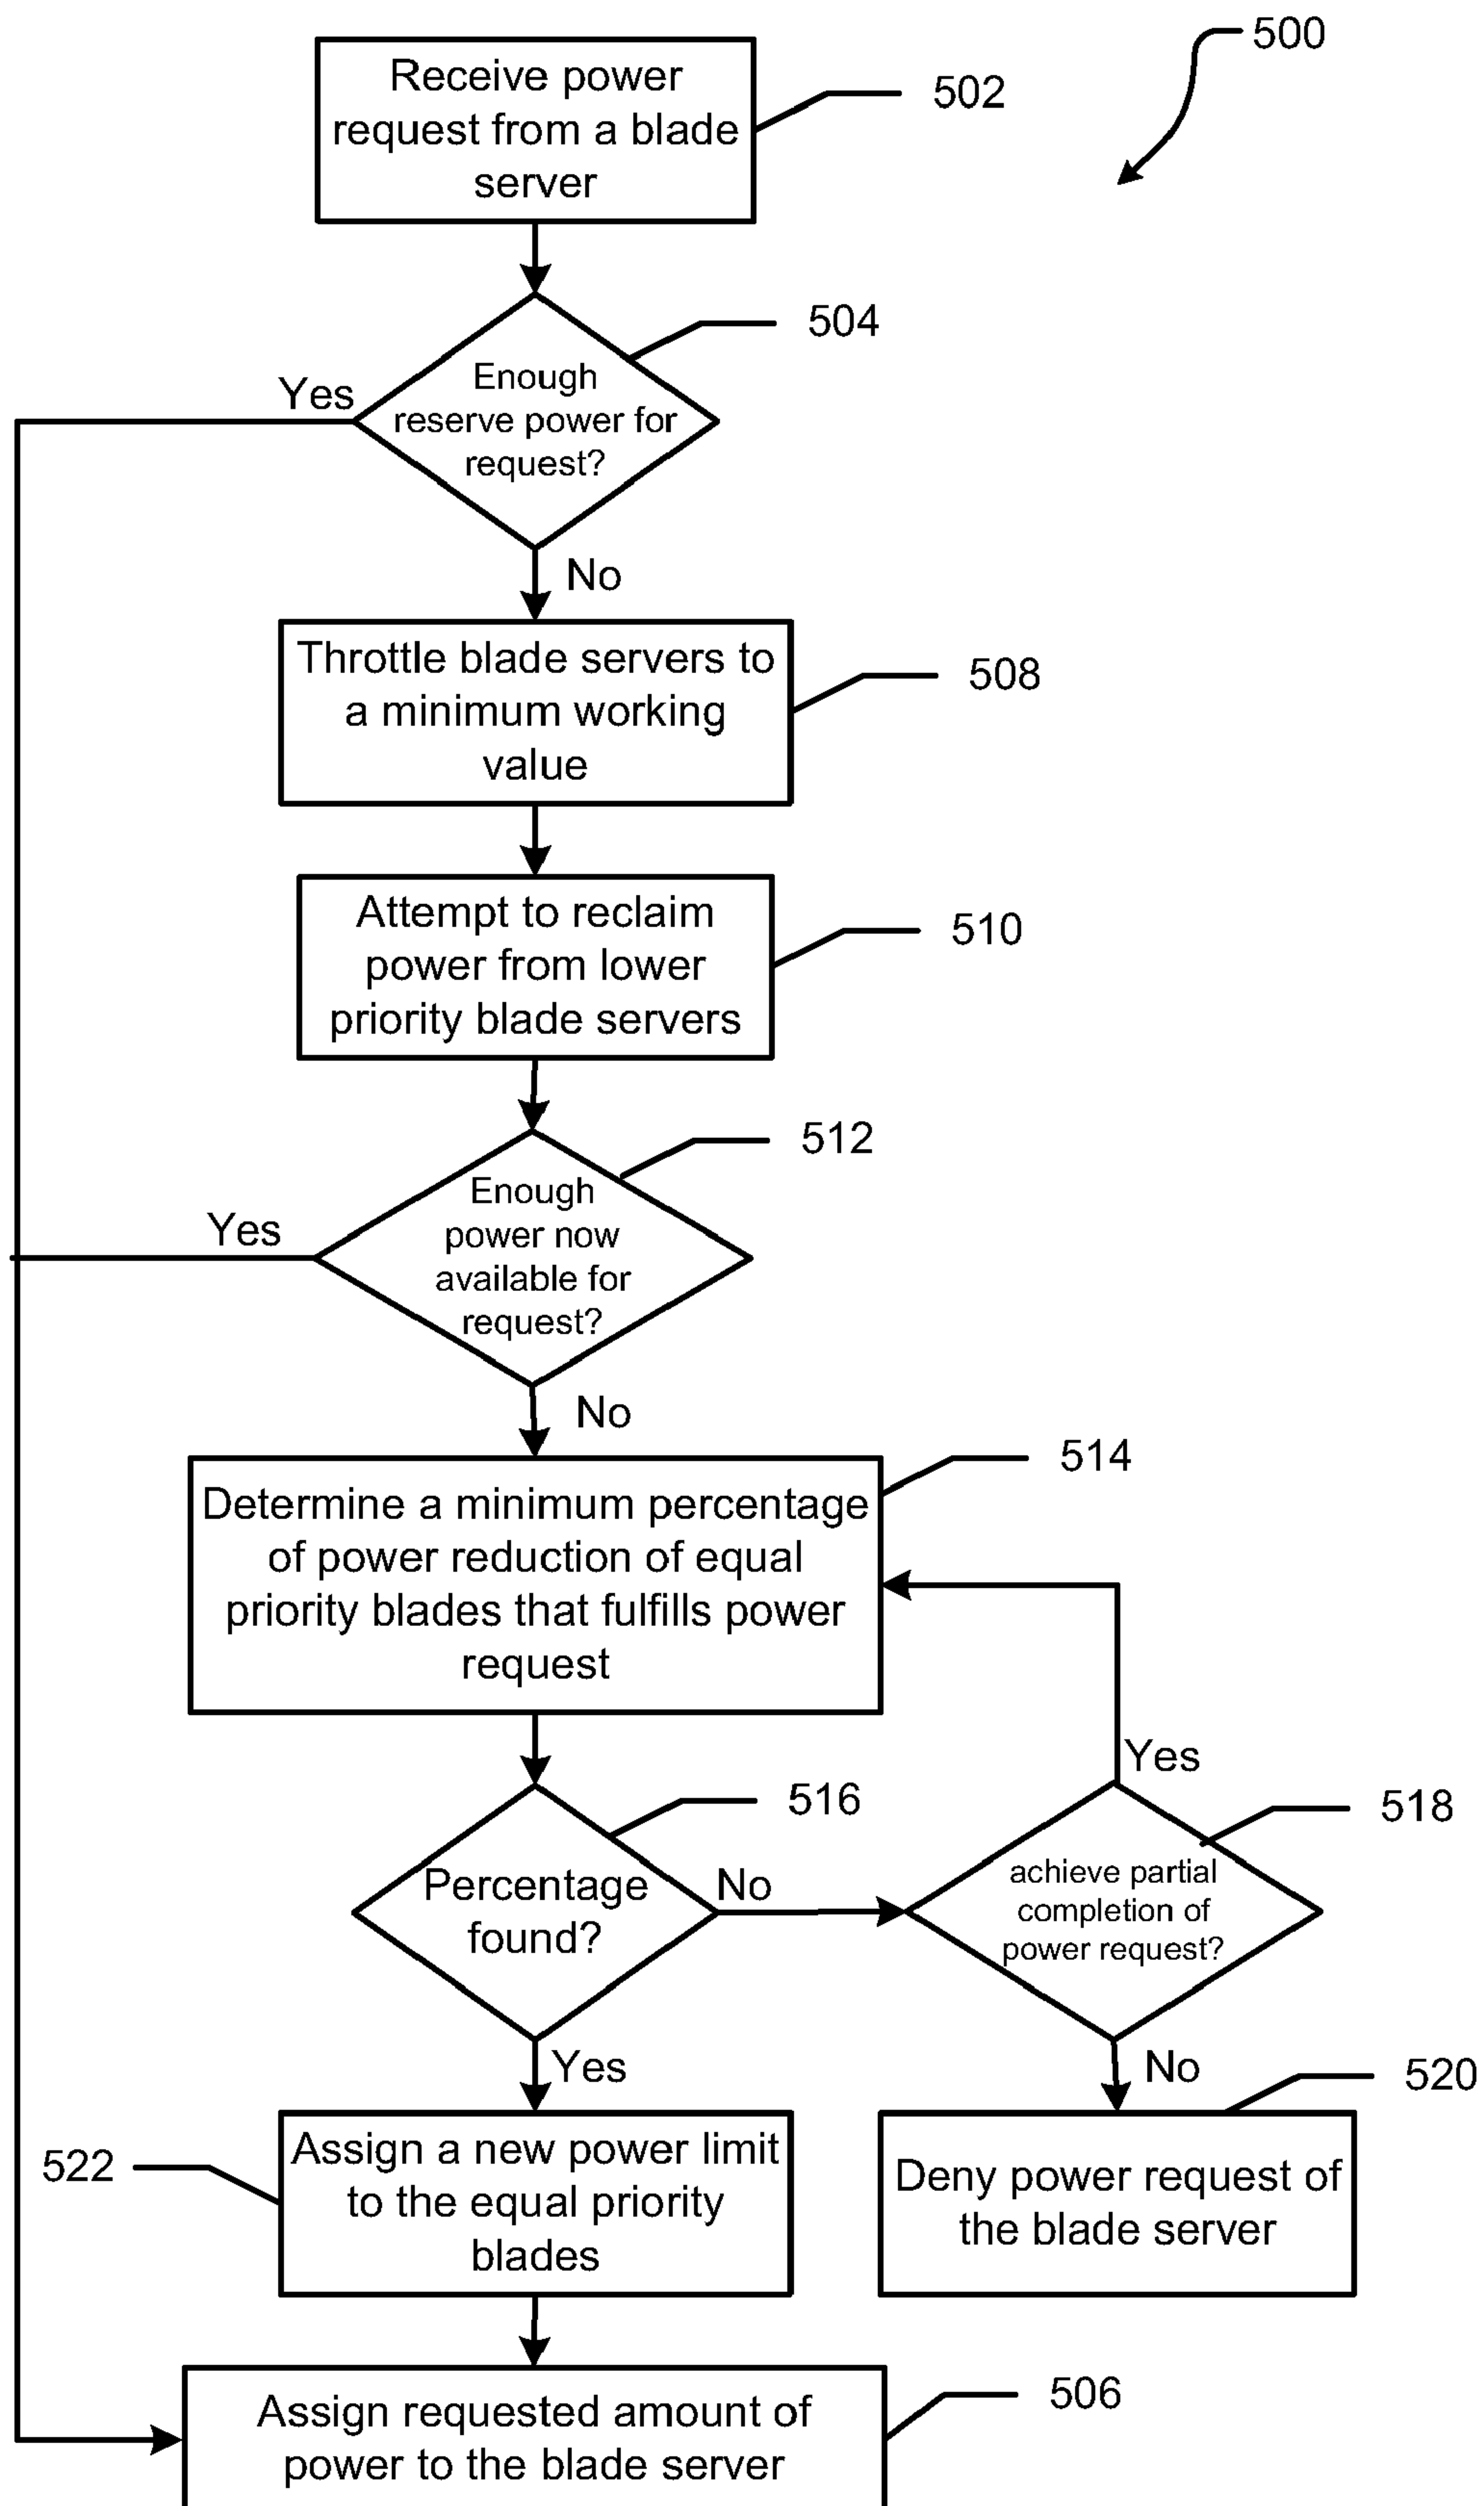 500
Receive power
request from a blade
server
502
504
Enough
reserve power for
request?
Yes
No
Throttle blade servers to
a minimum working
value
508
Attempt to reclaim
power from lower
priority blade servers
510
512
Enough
power now
available for
request?
Yes
No
514
Determine a minimum percentage
of power reduction of equal
priority blades that fulfills power
request
516
Percentage
found?
No
Yes
518
achieve partial
completion of
power request?
Yes
No
520
522
Assign a new power limit
to the equal priority
blades
Deny power request of
the blade server
506
Assign requested amount of
power to the blade server